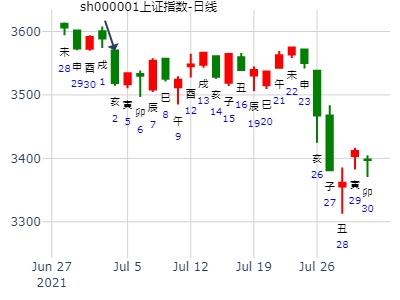 sh000001上证指数-日线
3600
3500
3400
3300
未
28
申
29
酉
30
戌
1
亥
2
寅
5
卯
6
辰
7
巳
8
午
9
酉
12
戌
13
亥
14
子
15
丑
16
辰
19
巳
20
午
21
未
22
申
23
亥
26
子
27
丑
28
寅
29
卯
30
Jun 27
2021
Jul 5
Jul 12
Jul 19
Jul 26